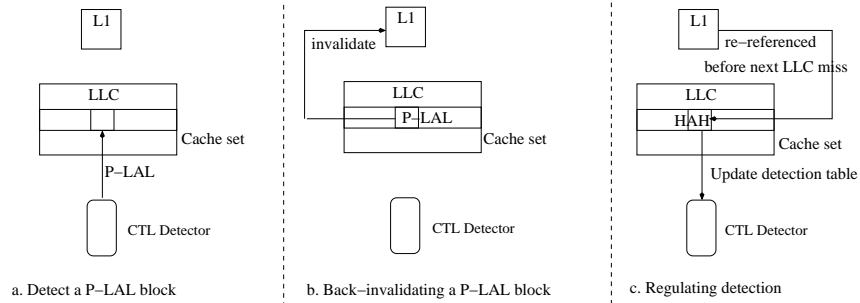 L1
LLC
Cache set
P−LAL
CTL Detector
a. Detect a P−LAL block
L1
invalidate
LLC
P−LAL
Cache set
CTL Detector
b. Back−invalidating a P−LAL block
L1
re−referenced
before next LLC miss
LLC
HAH
Cache set
Update detection table
CTL Detector
c. Regulating detection